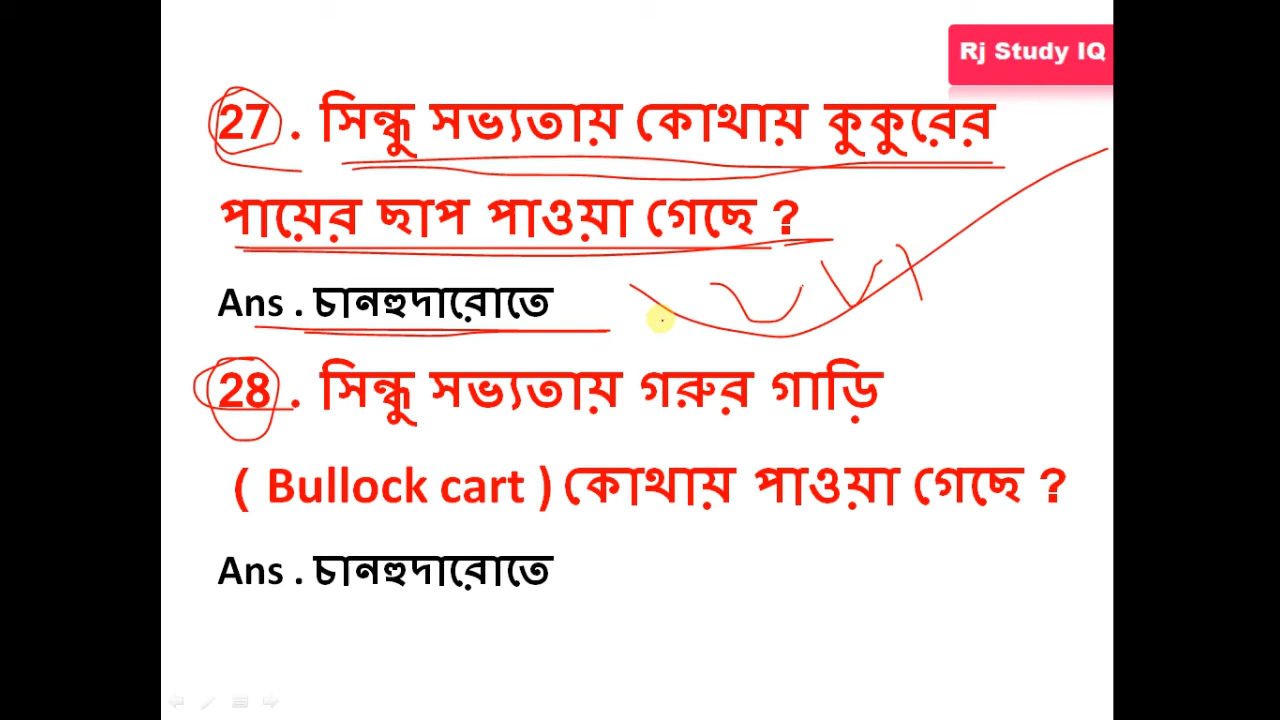 Rj Study IQ
27 . সিন্ধু সভ্যতায় কোথায় কুকুরের
পায়ের ছাপ পাওয়া গেছে ?
Ans . চানহুদারোতে
28 . সিন্ধু সভ্যতায় গরুর গাড়ি
( Bullock cart ) কোথায় পাওয়া গেছে ?
Ans . চানহুদারোতে